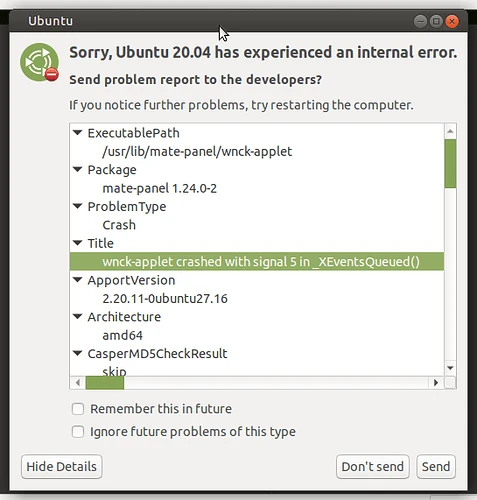 Ubuntu
Sorry, Ubuntu 20.04 has experienced an internal error.
Send problem report to the developers?
If you notice further problems, try restarting the computer.
ExecutablePath
/usr/lib/mate-panel/wnck-applet
Package
mate-panel 1.24.0-2
ProblemType
Crash
Title
wnck-applet crashed with signal 5 in _XEventsQueued()
ApportVersion
2.20.11-0ubuntu27.16
Architecture
amd64
CasperMD5CheckResult
skip
Remember this in future
Ignore future problems of this type
Hide Details
Don't send
Send